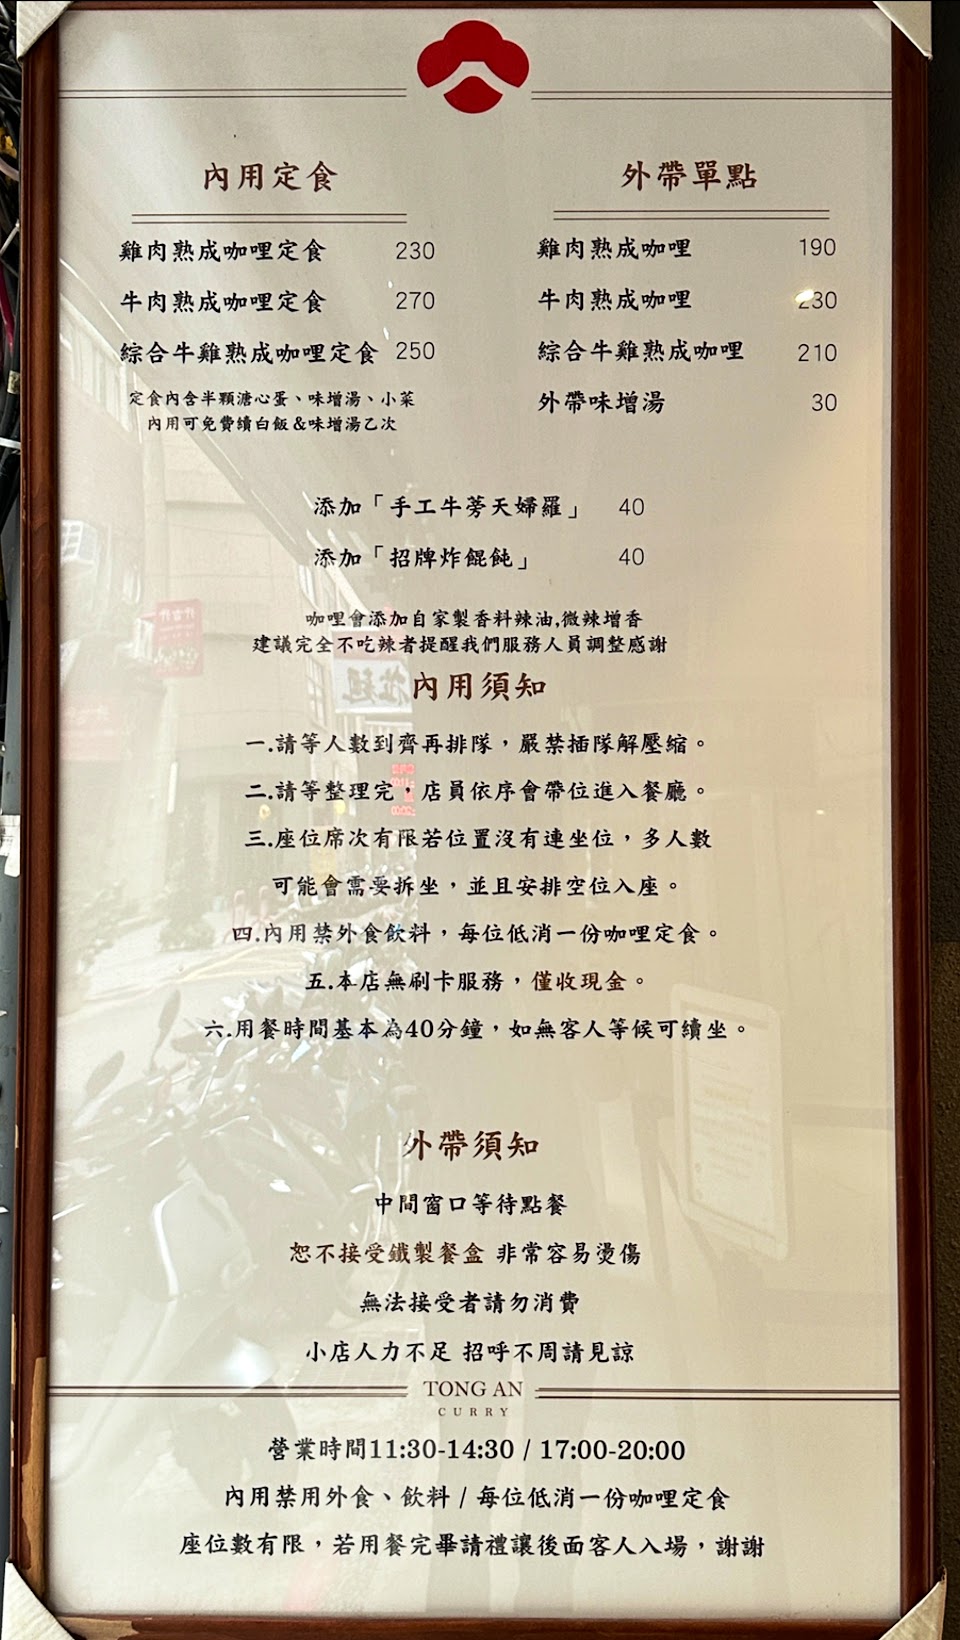 內用定食
雞肉熟成咖哩定食 230
牛肉熟成咖哩定食 270
綜合牛雞熟成咖哩定食 250
定食內含半顆溏心蛋、味增湯、小菜
內用可免費續白飯&味增湯乙次
外帶單點
雞肉熟成咖哩 190
牛肉熟成咖哩 230
綜合牛雞熟成咖哩 210
外帶味增湯 30
添加「手工牛蒡天婦羅」 40
添加「招牌炸餛飩」 40
咖哩會添加自家製香料辣油,微辣增香
建議完全不吃辣者提醒我們服務人員調整感謝
內用須知
一.請等人數到齊再排隊，嚴禁插隊解壓縮。
二.請等整理完，店員依序會帶位進入餐廳。
三.座位席次有限若位置沒有連坐位，多人數
可能會需要拆坐，並且安排空位入座。
四.內用禁外食飲料，每位低消一份咖哩定食。
五.本店無刷卡服務，僅收現金。
六.用餐時間基本為40分鐘，如無客人等候可續坐。
外帶須知
中間窗口等待點餐
恕不接受鐵製餐盒 非常容易燙傷
無法接受者請勿消費
小店人力不足 招呼不周請見諒
TONG AN
CURRY
營業時間11:30-14:30 / 17:00-20:00
內用禁用外食、飲料 / 每位低消一份咖哩定食
座位數有限，若用餐完畢請禮讓後面客人入場，謝謝